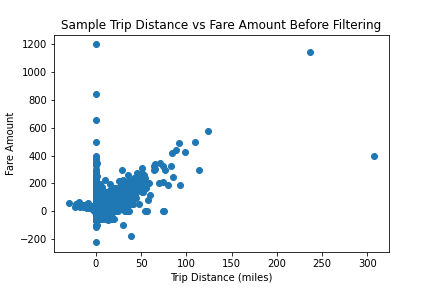 Sample Trip Distance vs Fare Amount Before Filtering
1200
1000
800
600
400
200
0
−200
Fare Amount
0 50 100 150 200 250 300
Trip Distance (miles)